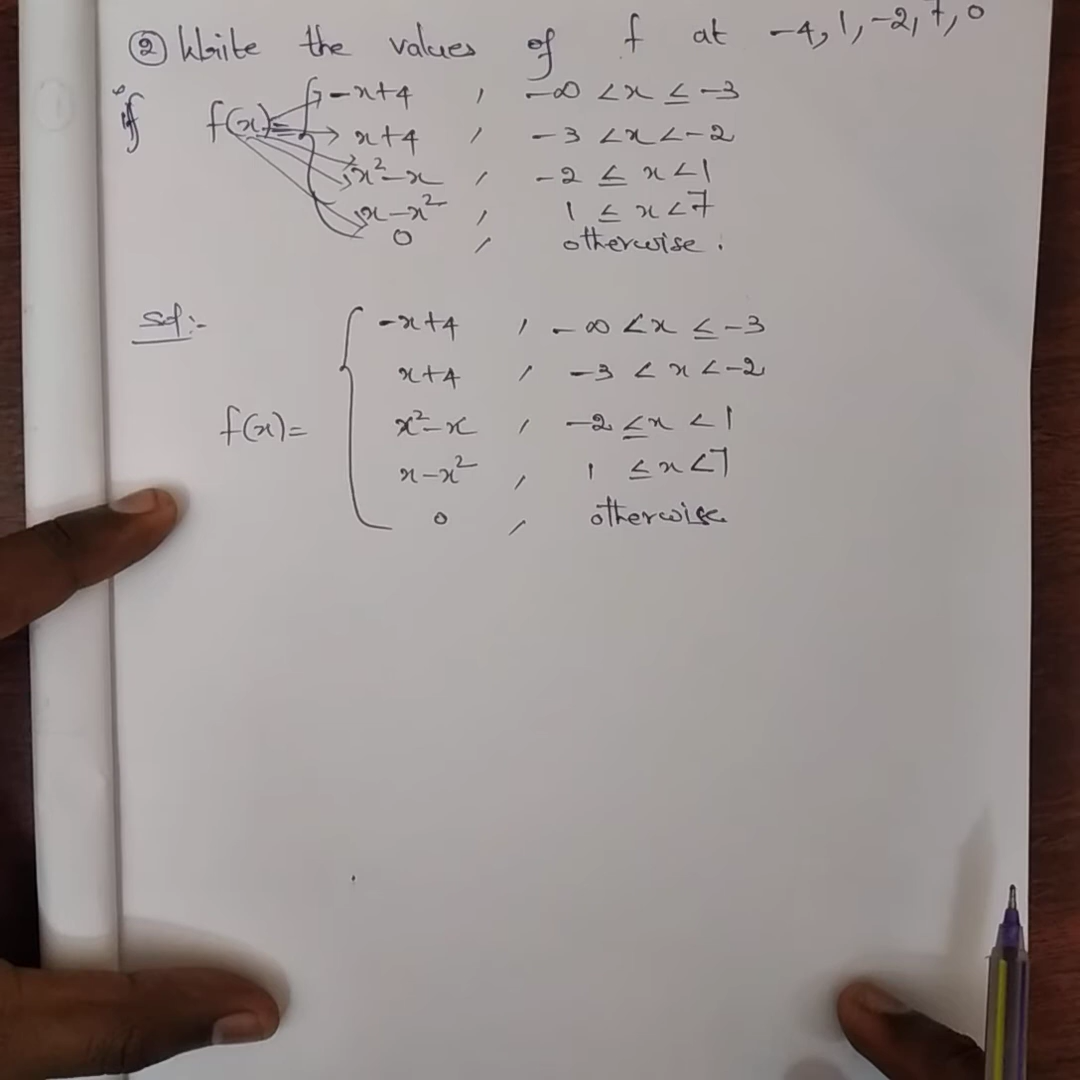 ② Write the values of f at -4, 1, -2, 7, 0
if f(x)= -x+4 , -∞ <x ≤ -3
x+4 , -3 <x<-2
x²-x , -2 ≤ x<1
x-x² , 1 ≤ x<7
0 , otherwise.
Sol:-
-x+4 , -∞ <x ≤ -3
x+4 , -3 < x <-2
f(x)= x²-x , -2 ≤x <1
x-x² , 1 ≤x<7
0 , otherwise